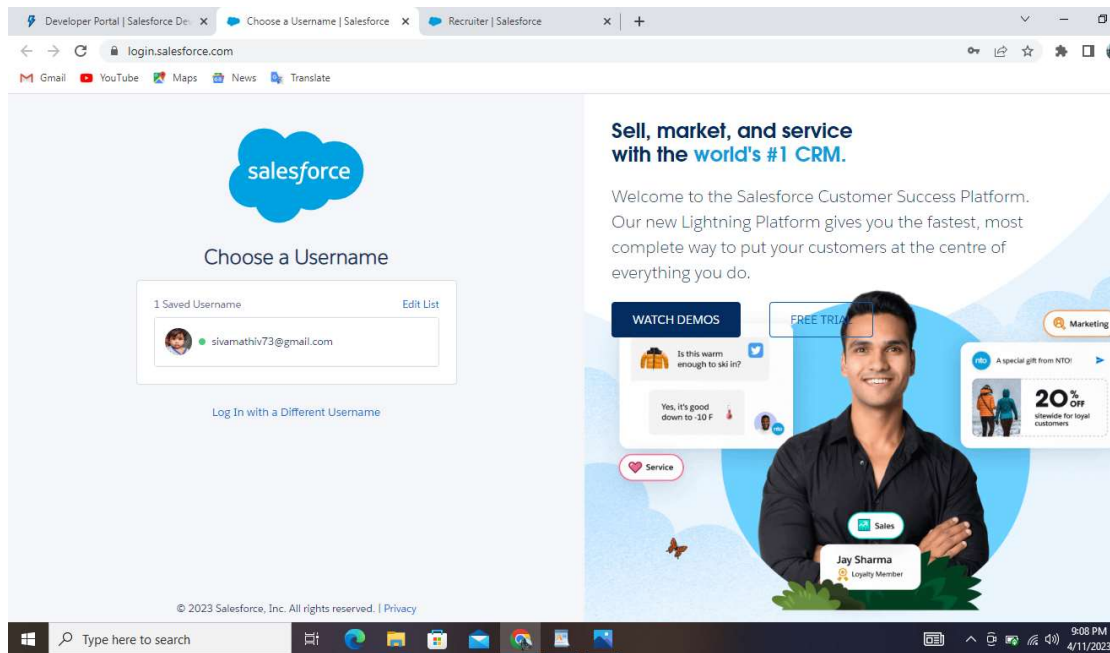 Developer Portal | Salesforce De
Choose a Username | Salesforce
Recruiter | Salesforce
login.salesforce.com
Gmail
YouTube
Maps
News
Translate
salesforce
Choose a Username
1 Saved Username
Edit List
sivamathiv73@gmail.com
Log In with a Different Username
© 2023 Salesforce, Inc. All rights reserved. | Privacy
Sell, market, and service
with the world's #1 CRM.
Welcome to the Salesforce Customer Success Platform.
Our new Lightning Platform gives you the fastest, most
complete way to put your customers at the centre of
everything you do.
WATCH DEMOS
FREE TRIAL
Is this warm
enough to ski in?
Yes, it's good
down to -10 F
nto
Service
Marketing
nto
A special gift from NTO!
20% OFF
sitewide for loyal
customers
Sales
Jay Sharma
Loyalty Member
Type here to search
9:08 PM
4/11/2023